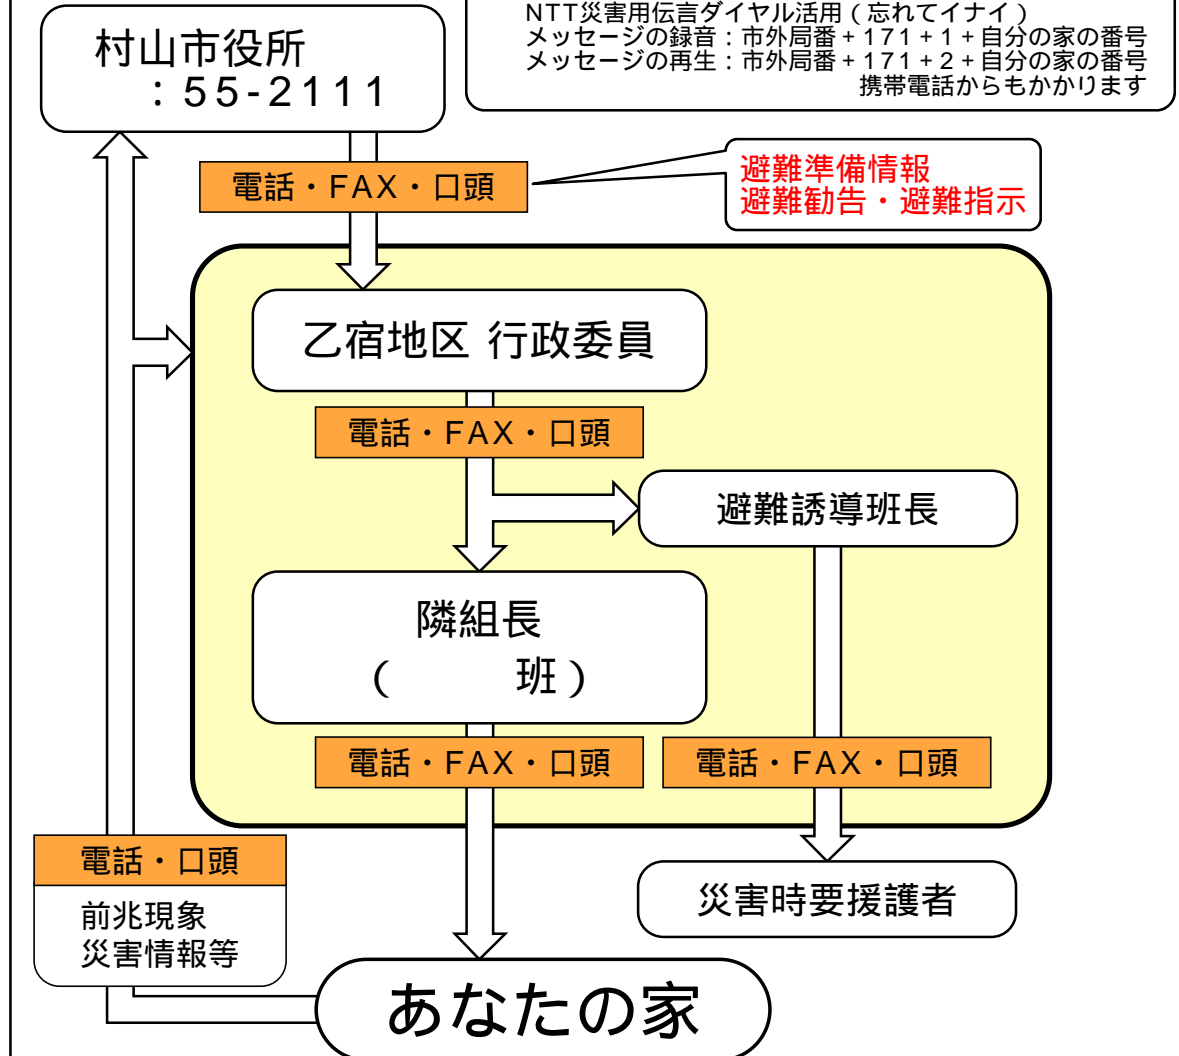 NTT災害用伝言ダイヤル活用（忘れてイナイ）
メッセージの録音：市外局番+171+1+自分の家の番号
メッセージの再生：市外局番+171+2+自分の家の番号
携帯電話からもかかります
村山市役所
：55-2111
電話・FAX・口頭
避難準備情報
避難勧告・避難指示
乙宿地区 行政委員
電話・FAX・口頭
避難誘導班長
隣組長
（　　班）
電話・FAX・口頭
電話・FAX・口頭
電話・口頭
前兆現象
災害情報等
災害時要援護者
あなたの家